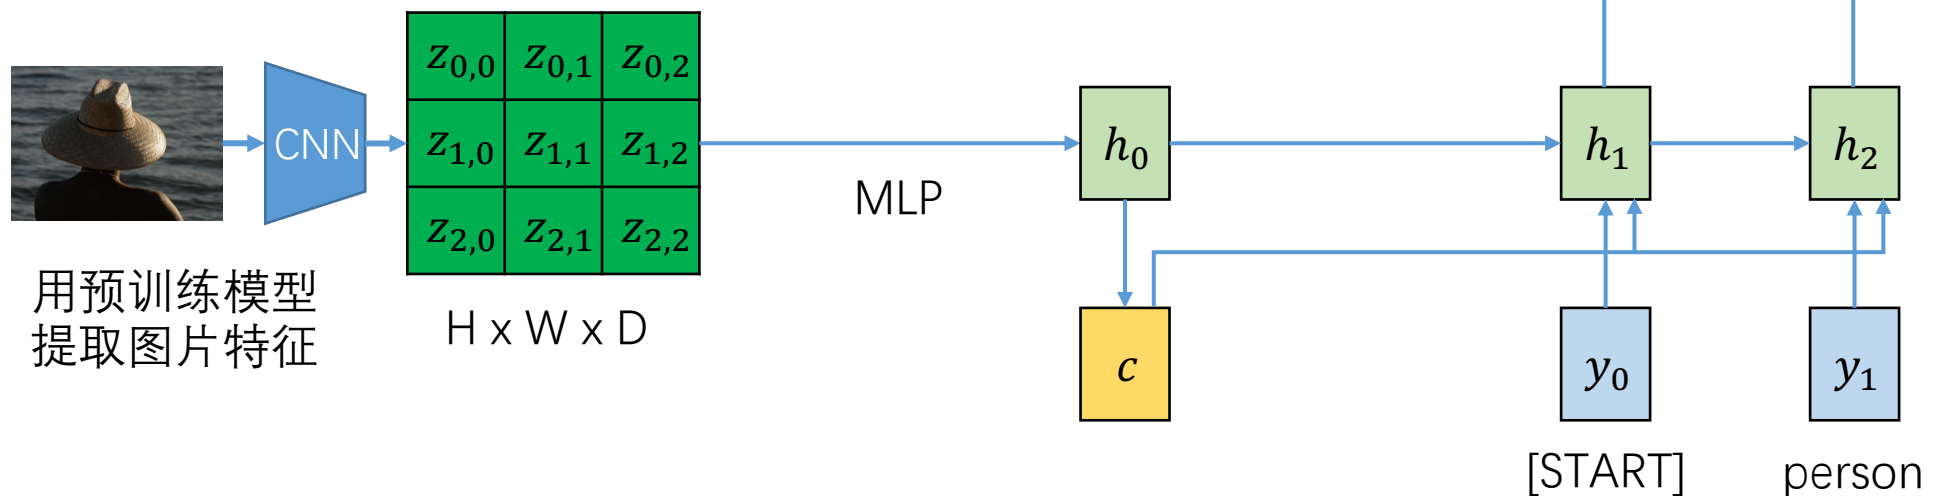 CNN
z0,0 z0,1 z0,2
z1,0 z1,1 z1,2
z2,0 z2,1 z2,2
用预训练模型
提取图片特征
H x W x D
MLP
h0
h1
h2
c
y0
y1
[START]
person